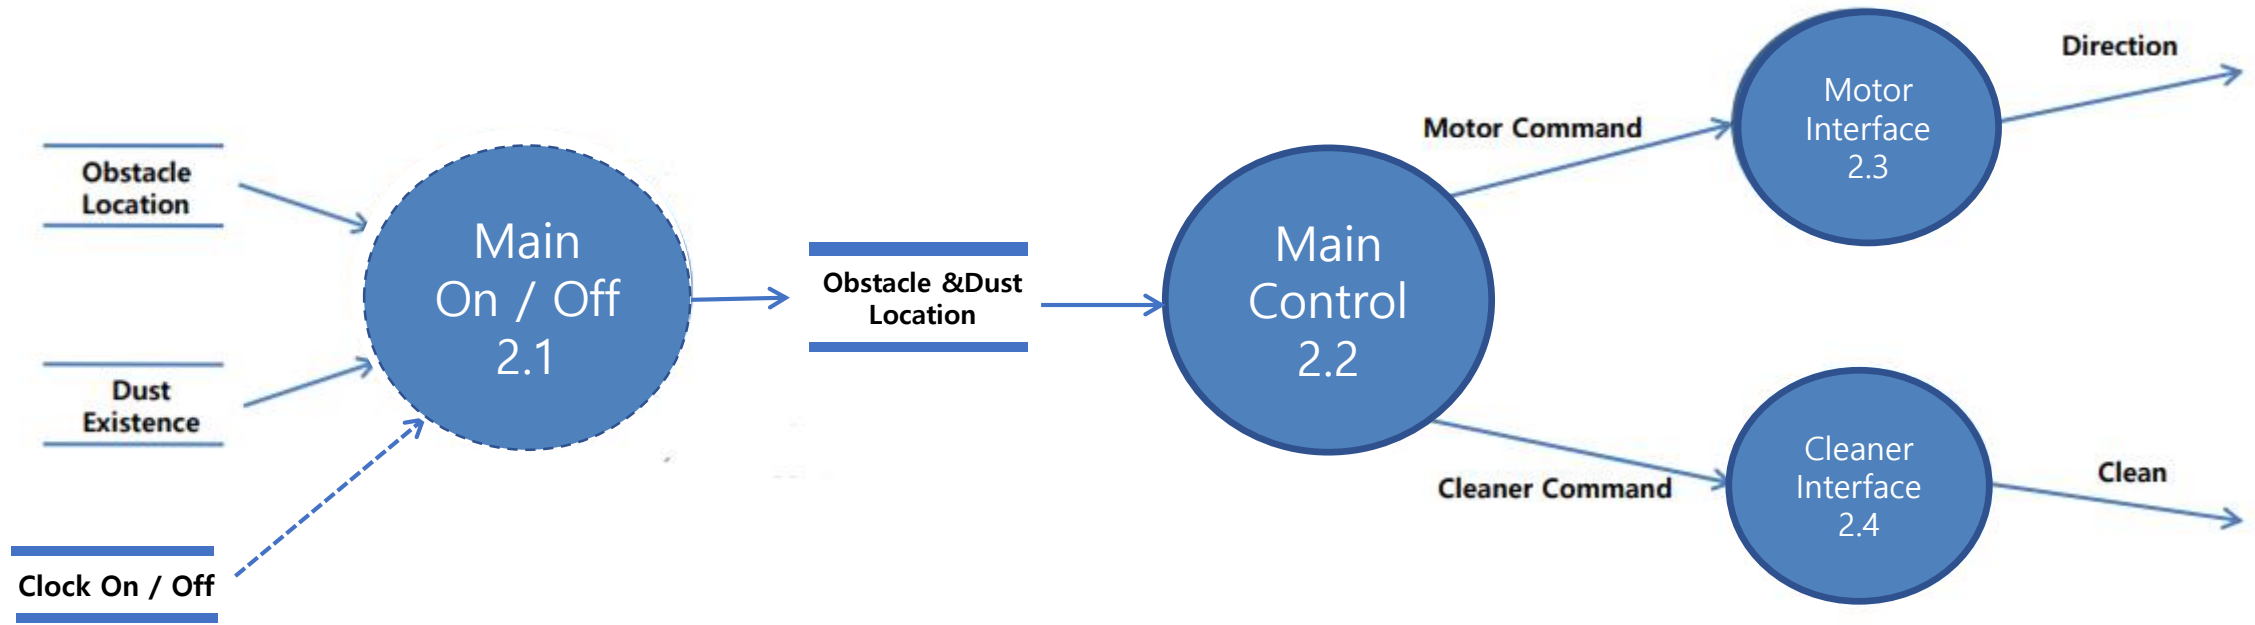 Obstacle
Location
Dust
Existence
Clock On / Off
Main
On / Off
2.1
Obstacle &Dust
Location
Main
Control
2.2
Motor Command
Cleaner Command
Motor
Interface
2.3
Direction
Cleaner
Interface
2.4
Clean